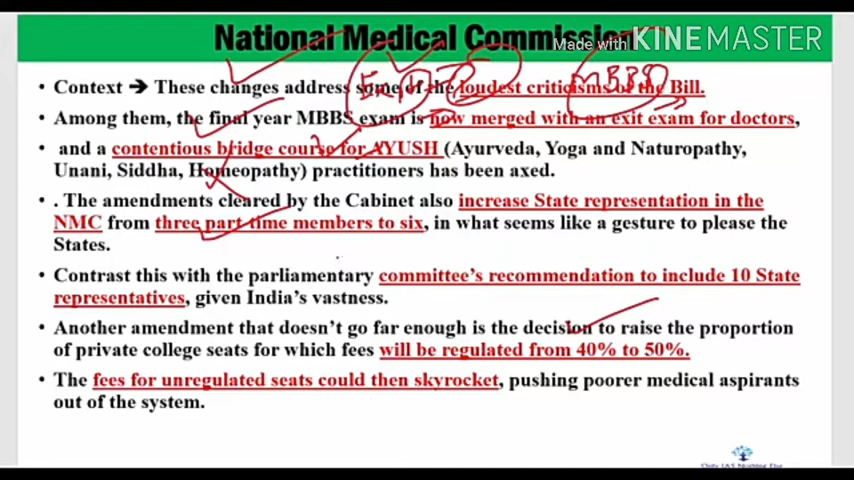 National Medical Commission
Made with KINEMASTER
Context ➔ These changes address some of the loudest criticisms of the Bill.
Among them, the final year MBBS exam is now merged with an exit exam for doctors,
and a contentious bridge course for AYUSH (Ayurveda, Yoga and Naturopathy,
Unani, Siddha, Homeopathy) practitioners has been axed.
. The amendments cleared by the Cabinet also increase State representation in the
NMC from three part-time members to six, in what seems like a gesture to please the
States.
Contrast this with the parliamentary committee's recommendation to include 10 State
representatives, given India's vastness.
Another amendment that doesn't go far enough is the decision to raise the proportion
of private college seats for which fees will be regulated from 40% to 50%.
The fees for unregulated seats could then skyrocket, pushing poorer medical aspirants
out of the system.
MBBS